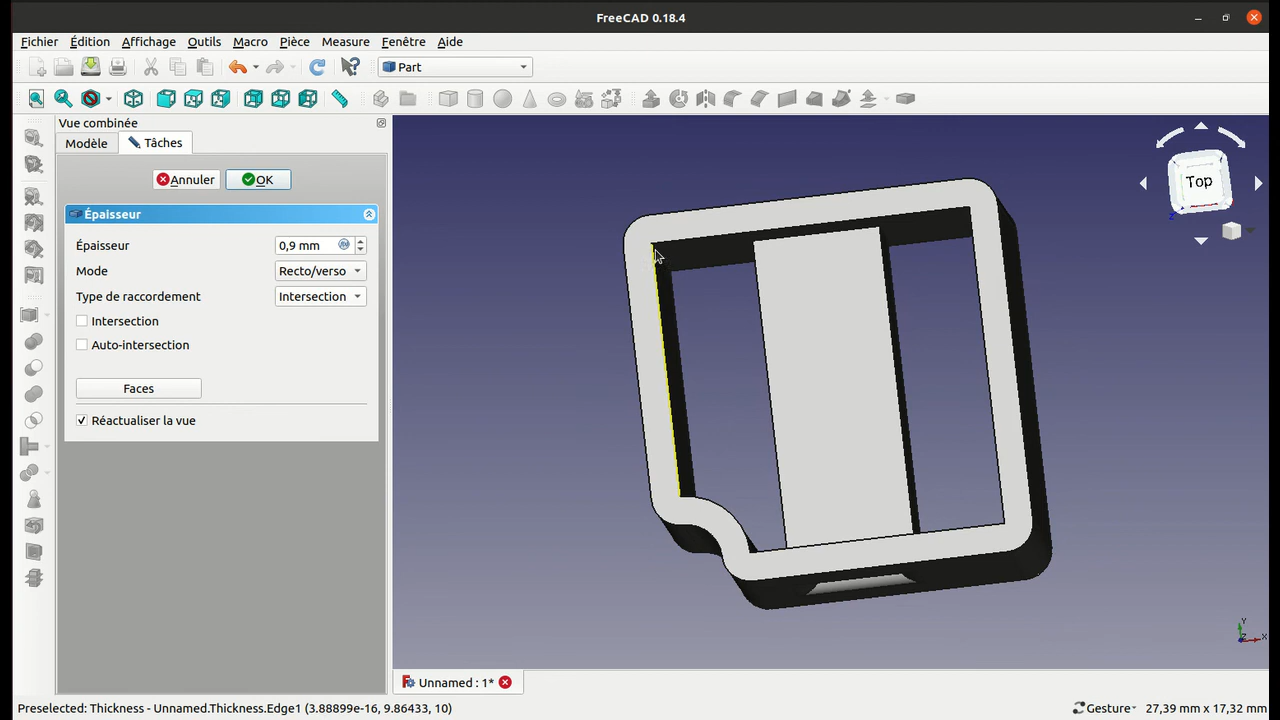 FreeCAD 0.18.4
Fichier Édition Affichage Outils Macro Pièce Measure Fenêtre Aide
Part
Vue combinée
Modèle Tâches
Annuler OK
Épaisseur
Épaisseur 0,9 mm
Mode Recto/verso
Type de raccordement Intersection
Intersection
Auto-intersection
Faces
Réactualiser la vue
Top
Z
Y
Z X
Unnamed : 1*
Preselected: Thickness - Unnamed.Thickness.Edge1 (3.88899e-16, 9.86433, 10) Gesture 27,39 mm x 17,32 mm